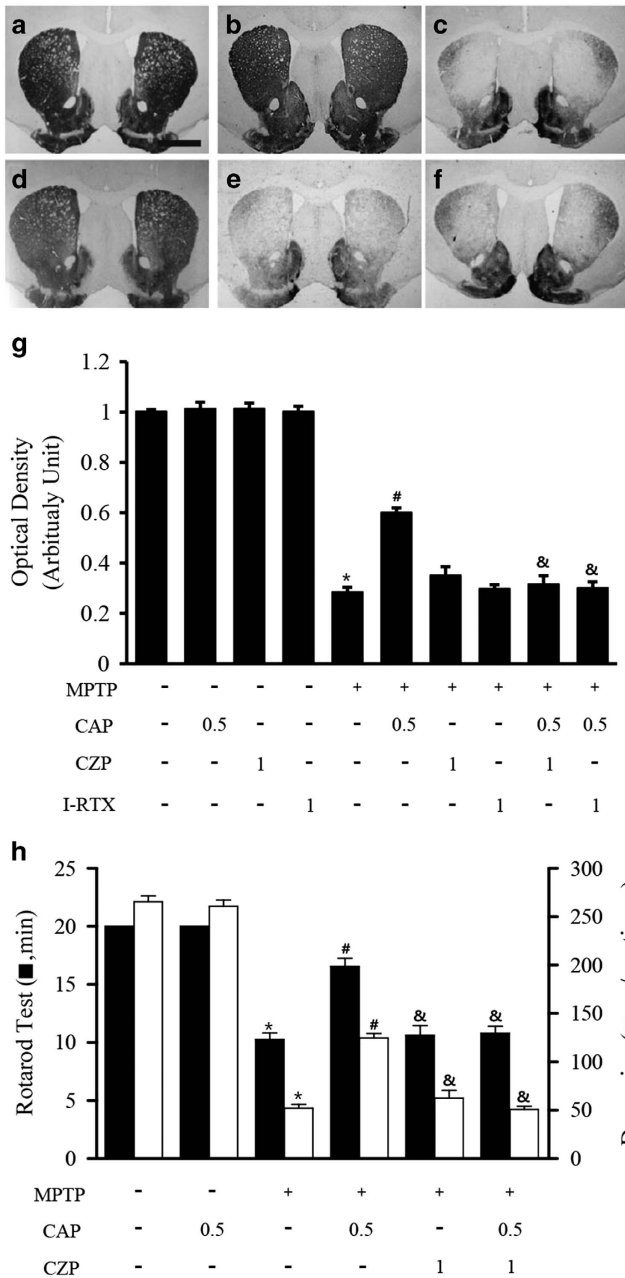 a b c
d e f
g
Optical Density
(Arbitualy Unit)
1.2
1
0.8
0.6
0.4
0.2
0
* # & &
MPTP - - - - + + + + + +
CAP - 0.5 - - - 0.5 - - 0.5 0.5
CZP - - 1 - - - 1 - 1 -
I-RTX - - - 1 - - - 1 - 1
h
Rotarod Test (■,min)
25
20
15
10
5
0
* * # # & & & &
300
250
200
150
100
50
0
MPTP - - + + + +
CAP - 0.5 - 0.5 - 0.5
CZP - - - - 1 1